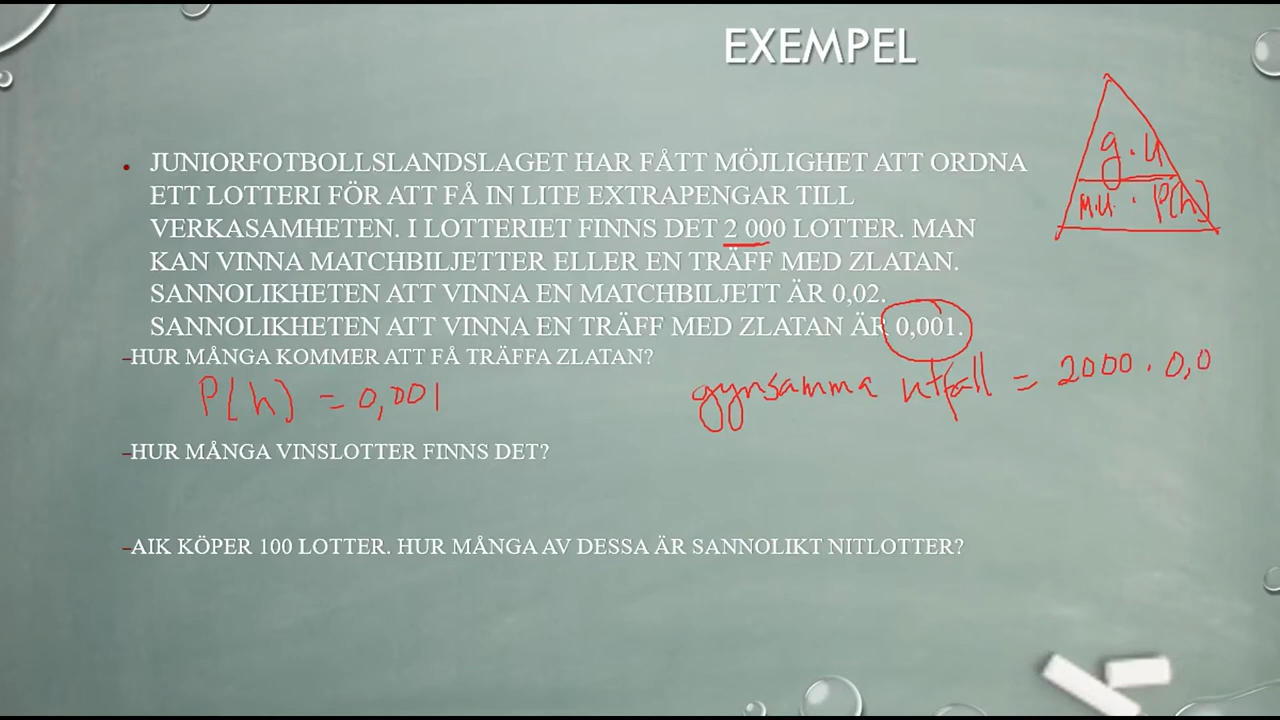 EXEMPEL
• JUNIORFOTBOLLSLANDSLAGET HAR FÅTT MÖJLIGHET ATT ORDNA
ETT LOTTERI FÖR ATT FÅ IN LITE EXTRAPENGAR TILL
VERKASAMHETEN. I LOTTERIET FINNS DET 2 000 LOTTER. MAN
KAN VINNA MATCHBILJETTER ELLER EN TRÄFF MED ZLATAN.
SANNOLIKHETEN ATT VINNA EN MATCHBILJETT ÄR 0,02.
SANNOLIKHETEN ATT VINNA EN TRÄFF MED ZLATAN ÄR 0,001.
g.u
m.u. · P(h)
–HUR MÅNGA KOMMER ATT FÅ TRÄFFA ZLATAN?
P(h) = 0,001
gynsamma utfall = 2000 · 0,0
–HUR MÅNGA VINSLOTTER FINNS DET?
–AIK KÖPER 100 LOTTER. HUR MÅNGA AV DESSA ÄR SANNOLIKT NITLOTTER?